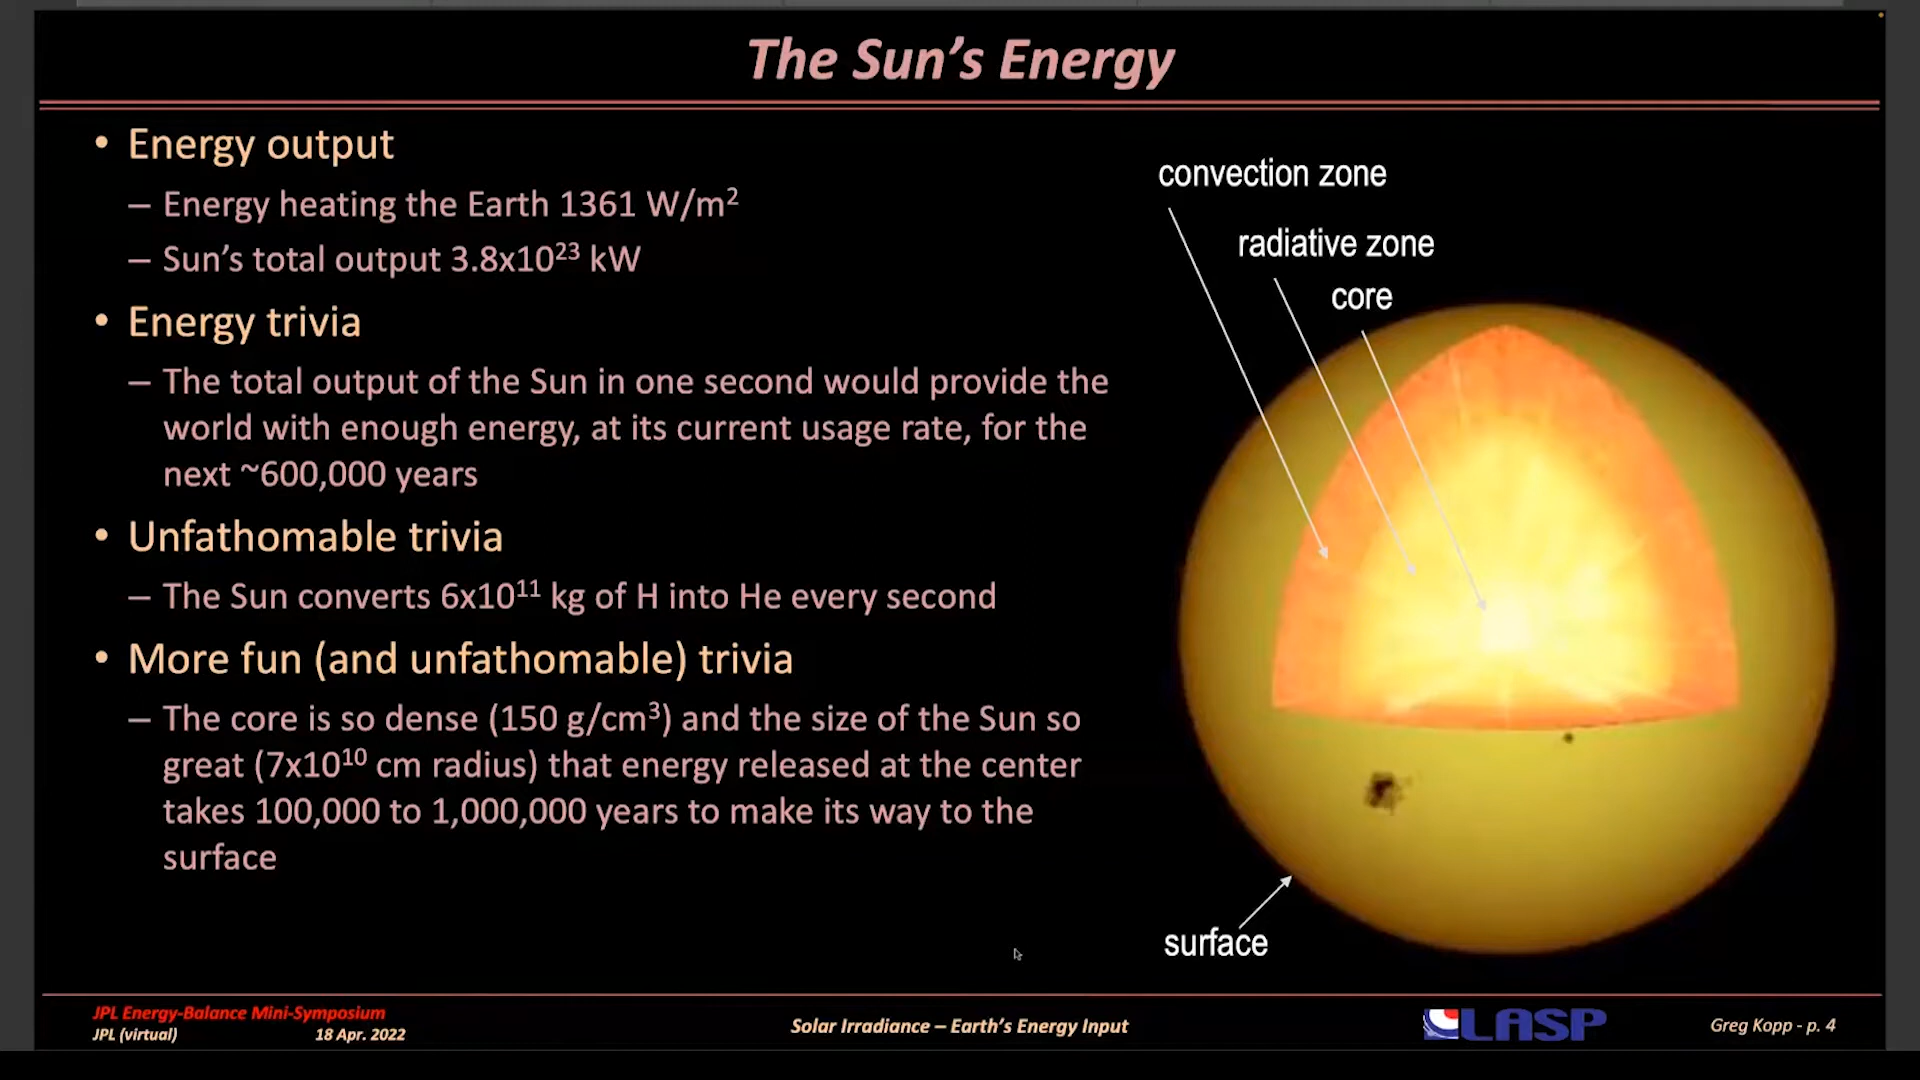 The Sun's Energy
• Energy output
– Energy heating the Earth 1361 W/m²
– Sun's total output 3.8x10²³ kW
• Energy trivia
– The total output of the Sun in one second would provide the
world with enough energy, at its current usage rate, for the
next ~600,000 years
• Unfathomable trivia
– The Sun converts 6x10¹¹ kg of H into He every second
• More fun (and unfathomable) trivia
– The core is so dense (150 g/cm³) and the size of the Sun so
great (7x10¹⁰ cm radius) that energy released at the center
takes 100,000 to 1,000,000 years to make its way to the
surface
convection zone
radiative zone
core
surface
JPL Energy-Balance Mini-Symposium
JPL (virtual) 18 Apr. 2022
Solar Irradiance – Earth's Energy Input
LASP
Greg Kopp - p. 4